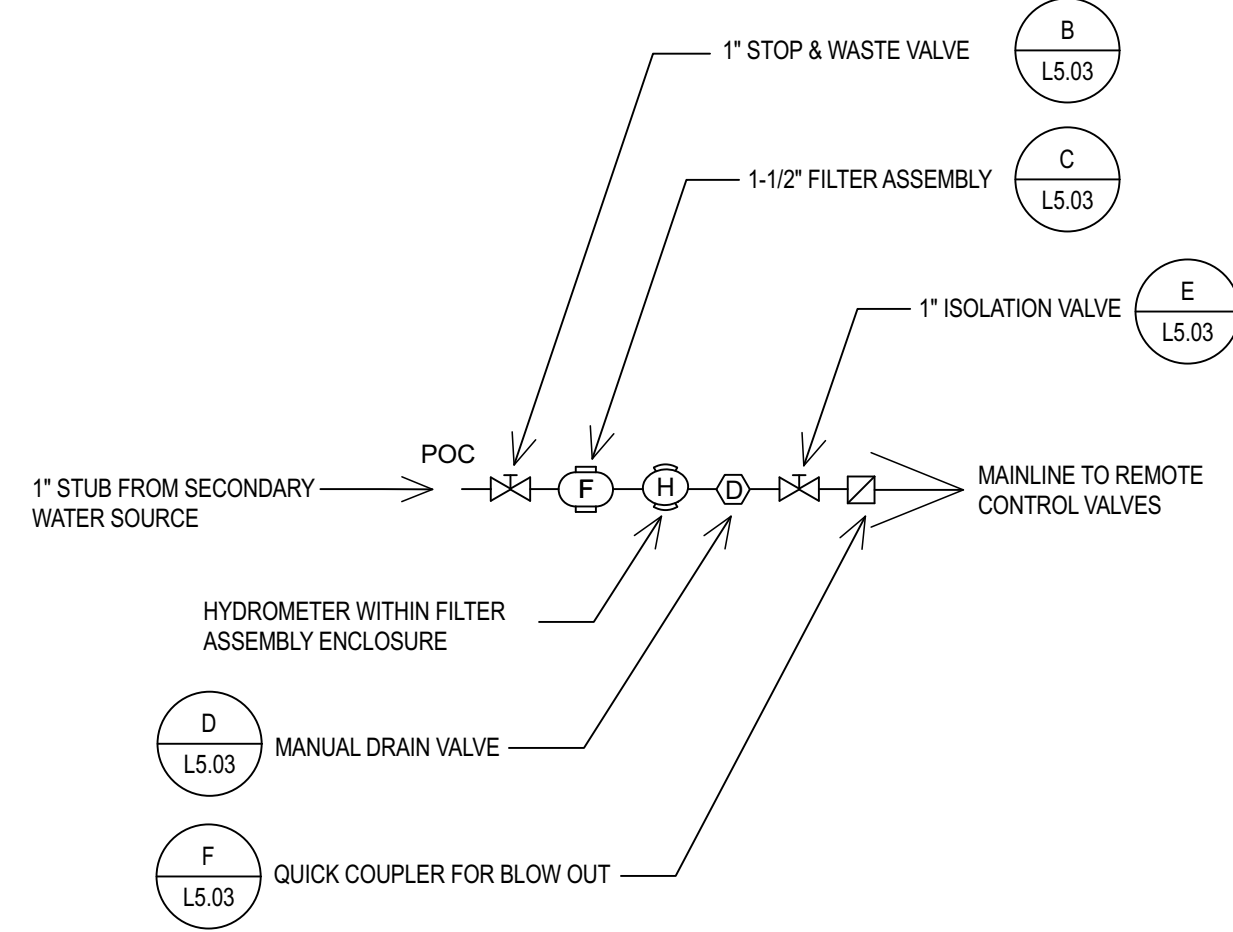 1" STOP & WASTE VALVE
B
L5.03
1-1/2" FILTER ASSEMBLY
C
L5.03
1" ISOLATION VALVE
E
L5.03
POC
1" STUB FROM SECONDARY
WATER SOURCE
F
H
D
MAINLINE TO REMOTE
CONTROL VALVES
HYDROMETER WITHIN FILTER
ASSEMBLY ENCLOSURE
D
L5.03
MANUAL DRAIN VALVE
F
L5.03
QUICK COUPLER FOR BLOW OUT